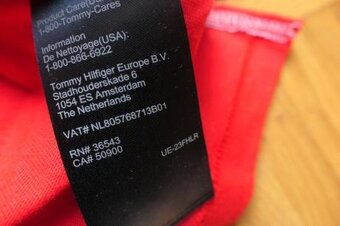 Product Care(USA):
1-800-Tommy-Cares
Information
De Nettoyage(USA):
1-800-866-6922
Tommy Hilfiger Europe B.V.
Stadhouderskade 6
1054 ES Amsterdam
The Netherlands
VAT# NL805768713B01
RN# 36543
CA# 50900
UE-23FHLR